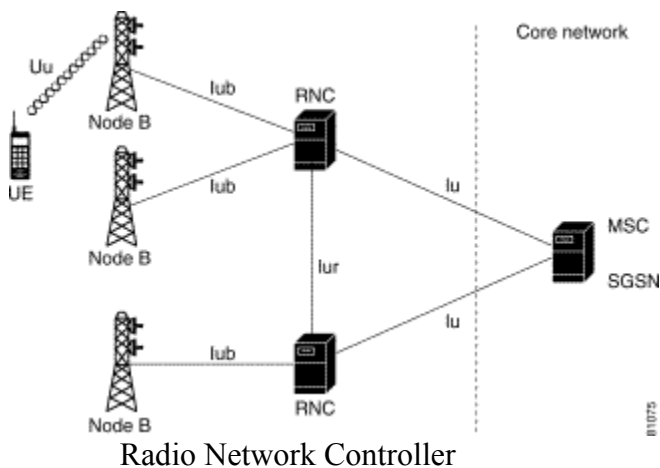 Core network
Uu
Iub
RNC
Node B
UE
Iub
Iu
MSC
Node B
Iur
SGSN
Iu
Iub
Node B
RNC
81075
Radio Network Controller